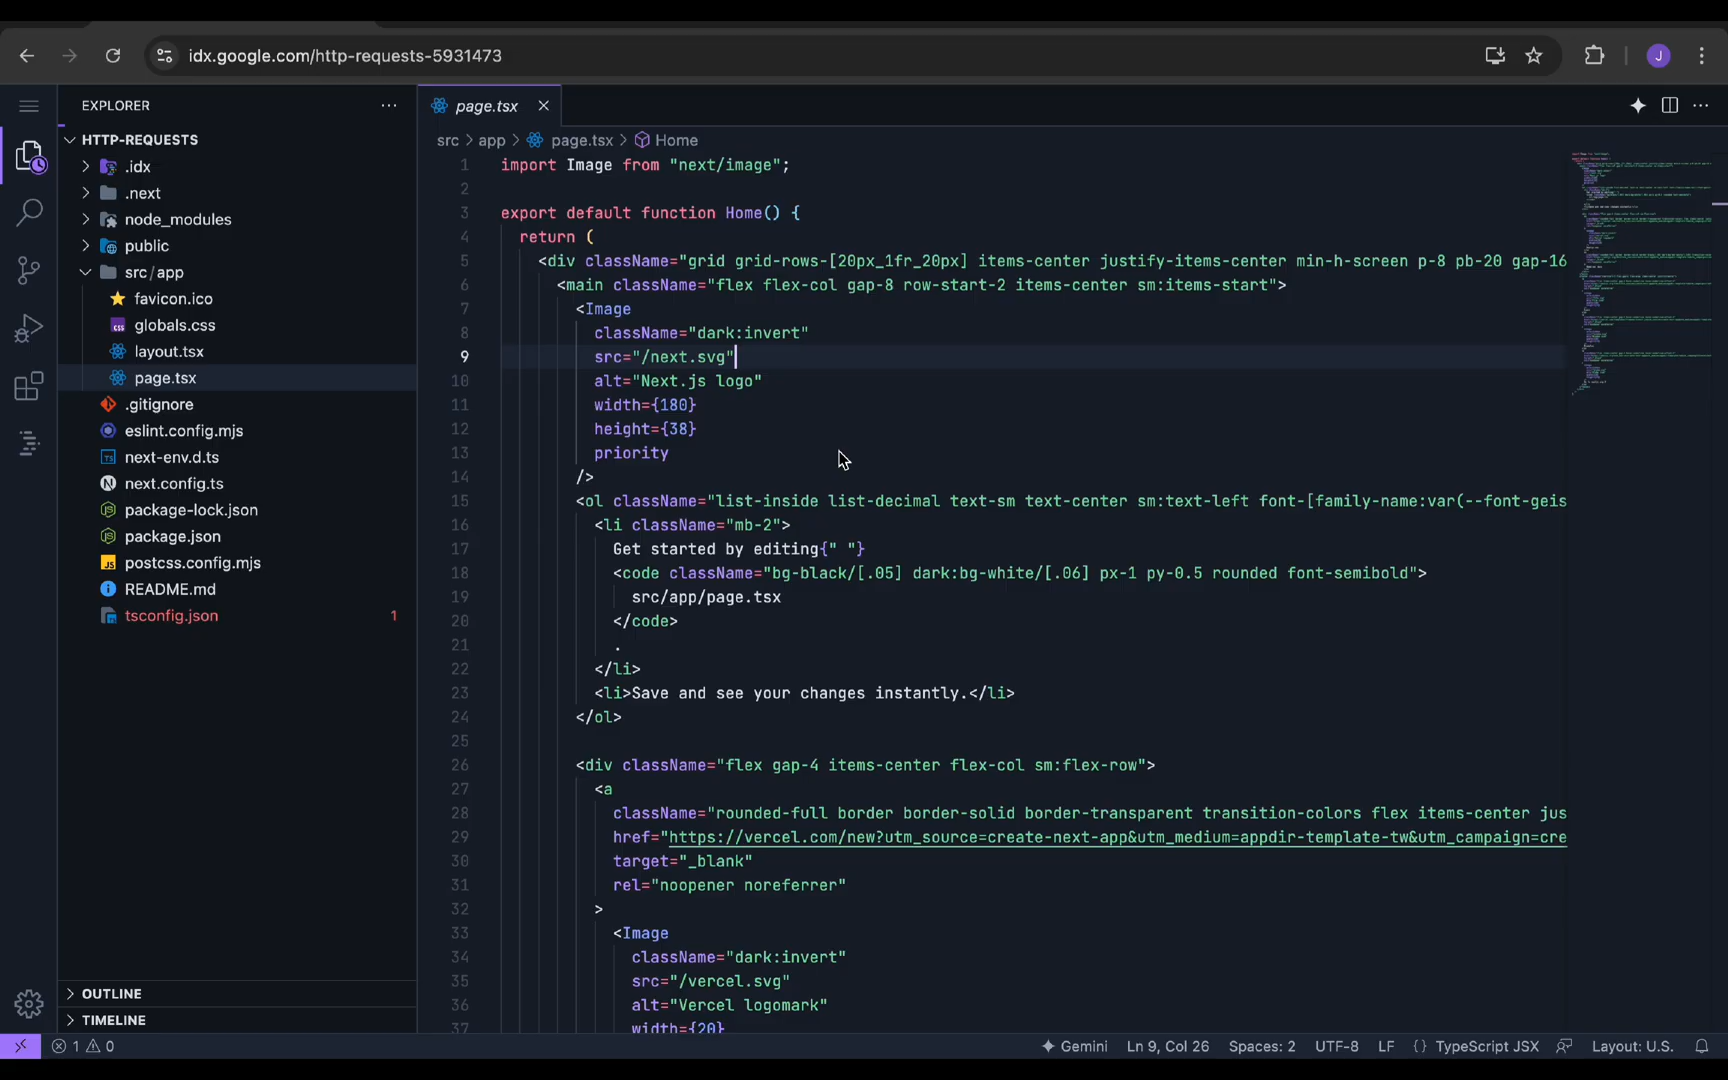 idx.google.com/http-requests-5931473
J
EXPLORER
page.tsx
HTTP-REQUESTS
.idx
.next
node_modules
public
src/app
favicon.ico
globals.css
layout.tsx
page.tsx
.gitignore
eslint.config.mjs
next-env.d.ts
next.config.ts
package-lock.json
package.json
postcss.config.mjs
README.md
tsconfig.json 1
OUTLINE
TIMELINE
src > app > page.tsx > Home
1 import Image from "next/image";
2
3 export default function Home() {
4 return (
5 <div className="grid grid-rows-[20px_1fr_20px] items-center justify-items-center min-h-screen p-8 pb-20 gap-16
6 <main className="flex flex-col gap-8 row-start-2 items-center sm:items-start">
7 <Image
8 className="dark:invert"
9 src="/next.svg"
10 alt="Next.js logo"
11 width={180}
12 height={38}
13 priority
14 />
15 <ol className="list-inside list-decimal text-sm text-center sm:text-left font-[family-name:var(--font-geis
16 <li className="mb-2">
17 Get started by editing{" "}
18 <code className="bg-black/[.05] dark:bg-white/[.06] px-1 py-0.5 rounded font-semibold">
19 src/app/page.tsx
20 </code>
21 .
22 </li>
23 <li>Save and see your changes instantly.</li>
24 </ol>
25
26 <div className="flex gap-4 items-center flex-col sm:flex-row">
27 <a
28 className="rounded-full border border-solid border-transparent transition-colors flex items-center jus
29 href="https://vercel.com/new?utm_source=create-next-app&utm_medium=appdir-template-tw&utm_campaign=cre
30 target="_blank"
31 rel="noopener noreferrer"
32 >
33 <Image
34 className="dark:invert"
35 src="/vercel.svg"
36 alt="Vercel logomark"
37 width={20}
1 0
Gemini Ln 9, Col 26 Spaces: 2 UTF-8 LF {} TypeScript JSX Layout: U.S.